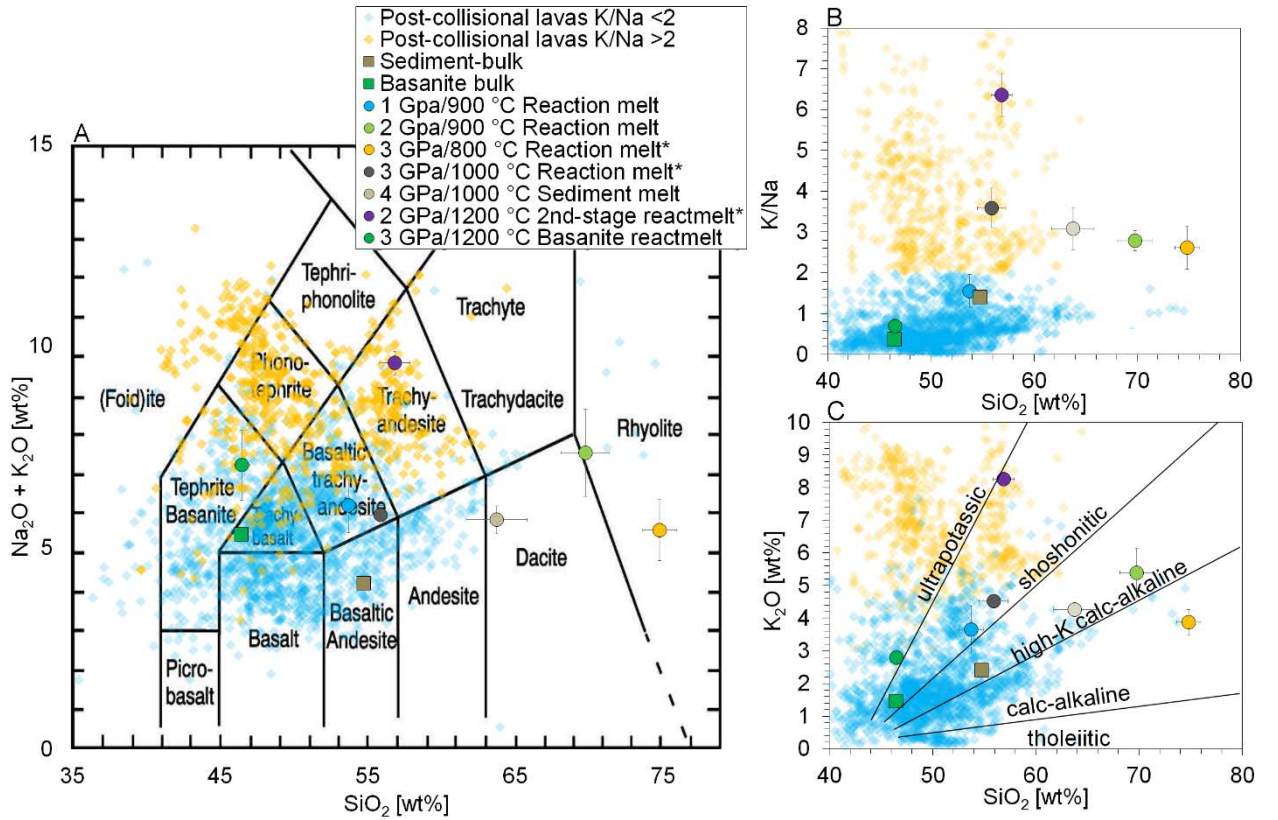 Post-collisional lavas K/Na <2
Post-collisional lavas K/Na >2
Sediment-bulk
Basanite bulk
1 Gpa/900 °C Reaction melt
2 Gpa/900 °C Reaction melt
3 GPa/800 °C Reaction melt*
3 GPa/1000 °C Reaction melt*
4 GPa/1000 °C Sediment melt
2 GPa/1200 °C 2nd-stage reactmelt*
3 GPa/1200 °C Basanite reactmelt
A
15
10
5
0
Na₂O + K₂O [wt%]
35
45
55
65
75
SiO₂ [wt%]
Tephri-
phonolite
Trachyte
Phono-
tephrite
(Foid)ite
Trachy-
andesite
Trachydacite
Rhyolite
Basaltic
trachy-
andesite
Tephrite
Basanite
Trachy-
basalt
Dacite
Andesite
Basaltic
Andesite
Basalt
Picro-
basalt
B
8
7
6
5
4
3
2
1
0
K/Na
40
50
60
70
80
SiO₂ [wt%]
C
10
9
8
7
6
5
4
3
2
1
0
K₂O [wt%]
ultrapotassic
shoshonitic
high-K calc-alkaline
calc-alkaline
tholeiitic
40
50
60
70
80
SiO₂ [wt%]